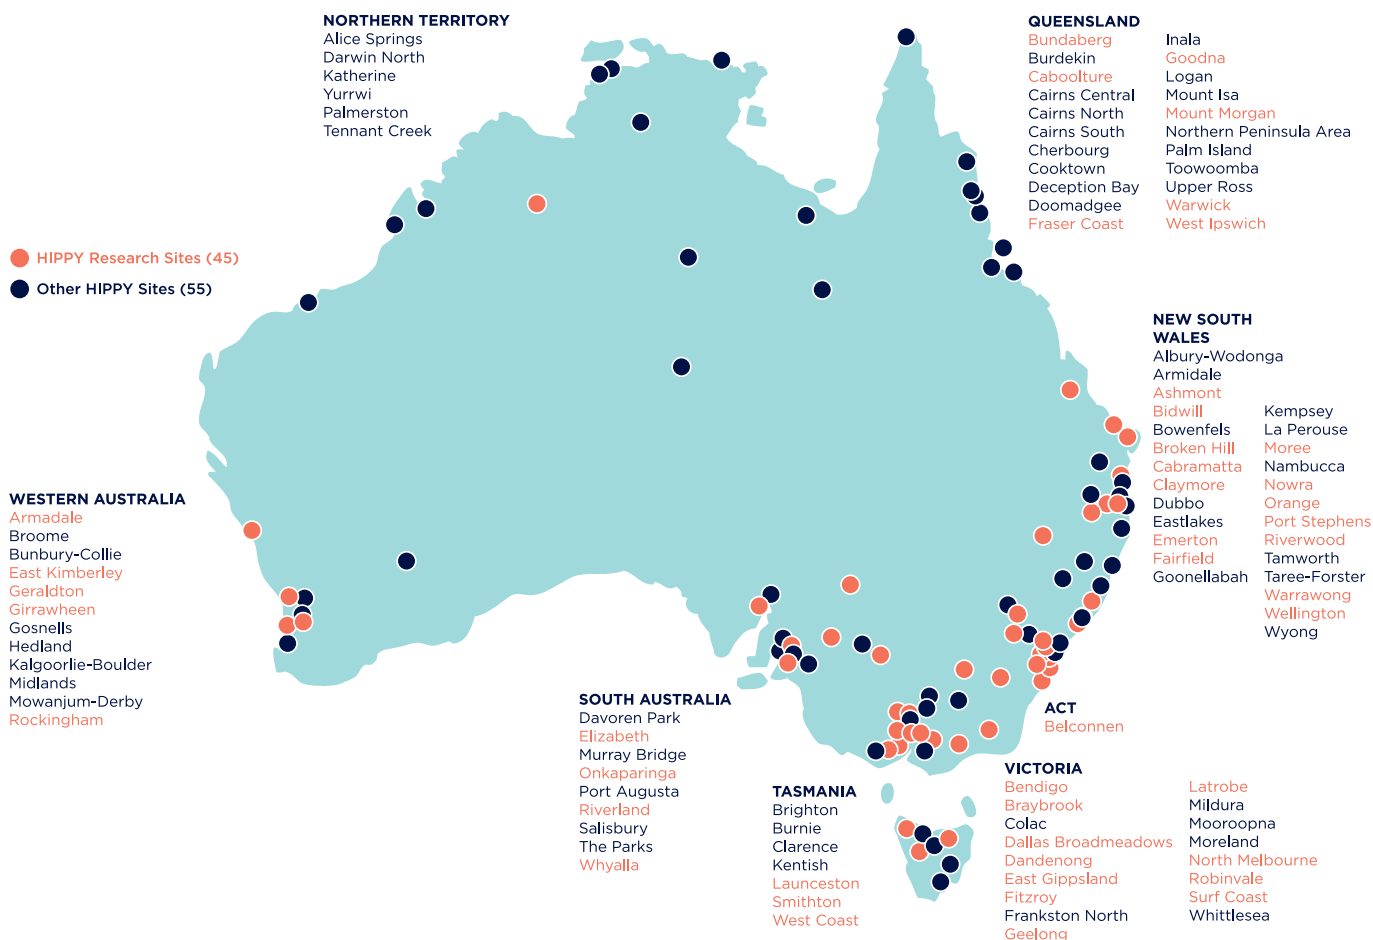 NORTHERN TERRITORY
Alice Springs
Darwin North
Katherine
Yurrwi
Palmerston
Tennant Creek
QUEENSLAND
Bundaberg
Burdekin
Caboolture
Cairns Central
Cairns North
Cairns South
Cherbourg
Cooktown
Deception Bay
Doomadgee
Fraser Coast
Inala
Goodna
Logan
Mount Isa
Mount Morgan
Northern Peninsula Area
Palm Island
Toowoomba
Upper Ross
Warwick
West Ipswich
HIPPY Research Sites (45)
Other HIPPY Sites (55)
NEW SOUTH
WALES
Albury-Wodonga
Armidale
Ashmont
Bidwill
Bowenfels
Broken Hill
Cabramatta
Claymore
Dubbo
Eastlakes
Emerton
Fairfield
Goonellabah
Kempsey
La Perouse
Moree
Nambucca
Nowra
Orange
Port Stephens
Riverwood
Tamworth
Taree-Forster
Warrawong
Wellington
Wyong
WESTERN AUSTRALIA
Armadale
Broome
Bunbury-Collie
East Kimberley
Geraldton
Girrawheen
Gosnells
Hedland
Kalgoorlie-Boulder
Midlands
Mowanjum-Derby
Rockingham
SOUTH AUSTRALIA
Davoren Park
Elizabeth
Murray Bridge
Onkaparinga
Port Augusta
Riverland
Salisbury
The Parks
Whyalla
ACT
Belconnen
TASMANIA
Brighton
Burnie
Clarence
Kentish
Launceston
Smithton
West Coast
VICTORIA
Bendigo
Braybrook
Colac
Dallas Broadmeadows
Dandenong
East Gippsland
Fitzroy
Frankston North
Geelong
Latrobe
Mildura
Mooroopna
Moreland
North Melbourne
Robinvale
Surf Coast
Whittlesea